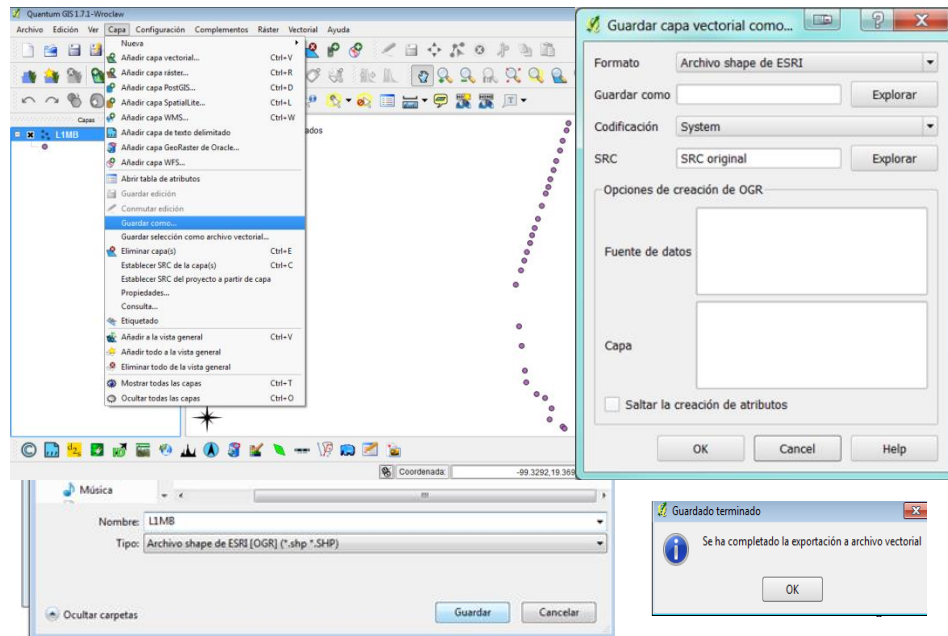 Quantum GIS 1.7.1-Wroclaw
Archivo Edición Ver Capa Configuración Complementos Ráster Vectorial Ayuda
Nueva
Añadir capa vectorial... Ctrl+V
Añadir capa ráster... Ctrl+R
Añadir capa PostGIS... Ctrl+D
Añadir capa SpatialLite... Ctrl+L
Añadir capa WMS... Ctrl+W
Añadir capa de texto delimitado
Añadir capa GeoRaster de Oracle...
Añadir capa WFS...
Abrir tabla de atributos
Guardar edición
Conmutar edición
Guardar como...
Guardar selección como archivo vectorial...
Eliminar capa(s) Ctrl+E
Establecer SRC de la capa(s) Ctrl+C
Establecer SRC del proyecto a partir de capa
Propiedades...
Consulta...
Etiquetado
Añadir a la vista general Ctrl+V
Añadir todo a la vista general
Eliminar todo de la vista general
Mostrar todas las capas Ctrl+T
Ocultar todas las capas Ctrl+O
Capas
L1MB
ados
Coordenada: -99.3292,19.369
Guardar capa vectorial como...
Formato Archivo shape de ESRI
Guardar como Explorar
Codificación System
SRC SRC original Explorar
Opciones de creación de OGR
Fuente de datos
Capa
Saltar la creación de atributos
OK Cancel Help
Música
Nombre: L1MB
Tipo: Archivo shape de ESRI [OGR] (*.shp *.SHP)
Ocultar carpetas Guardar Cancelar
Guardado terminado
Se ha completado la exportación a archivo vectorial
OK